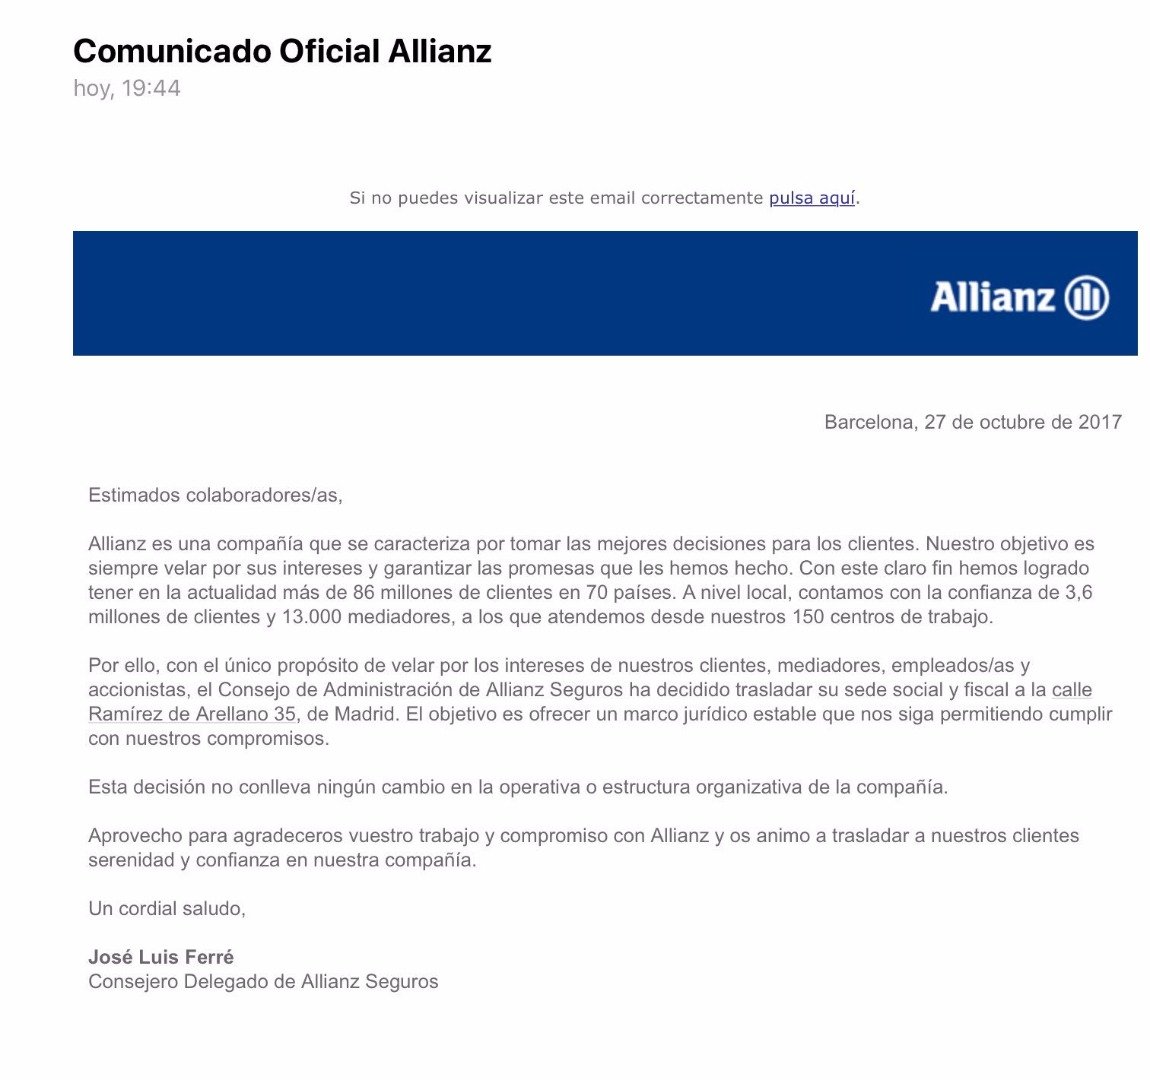 Comunicado Oficial Allianz
hoy, 19:44
Si no puedes visualizar este email correctamente pulsa aquí.
Allianz
Barcelona, 27 de octubre de 2017
Estimados colaboradores/as,
Allianz es una compañía que se caracteriza por tomar las mejores decisiones para los clientes. Nuestro objetivo es
siempre velar por sus intereses y garantizar las promesas que les hemos hecho. Con este claro fin hemos logrado
tener en la actualidad más de 86 millones de clientes en 70 países. A nivel local, contamos con la confianza de 3,6
millones de clientes y 13.000 mediadores, a los que atendemos desde nuestros 150 centros de trabajo.
Por ello, con el único propósito de velar por los intereses de nuestros clientes, mediadores, empleados/as y
accionistas, el Consejo de Administración de Allianz Seguros ha decidido trasladar su sede social y fiscal a la calle
Ramírez de Arellano 35, de Madrid. El objetivo es ofrecer un marco jurídico estable que nos siga permitiendo cumplir
con nuestros compromisos.
Esta decisión no conlleva ningún cambio en la operativa o estructura organizativa de la compañía.
Aprovecho para agradeceros vuestro trabajo y compromiso con Allianz y os animo a trasladar a nuestros clientes
serenidad y confianza en nuestra compañía.
Un cordial saludo,
José Luis Ferré
Consejero Delegado de Allianz Seguros